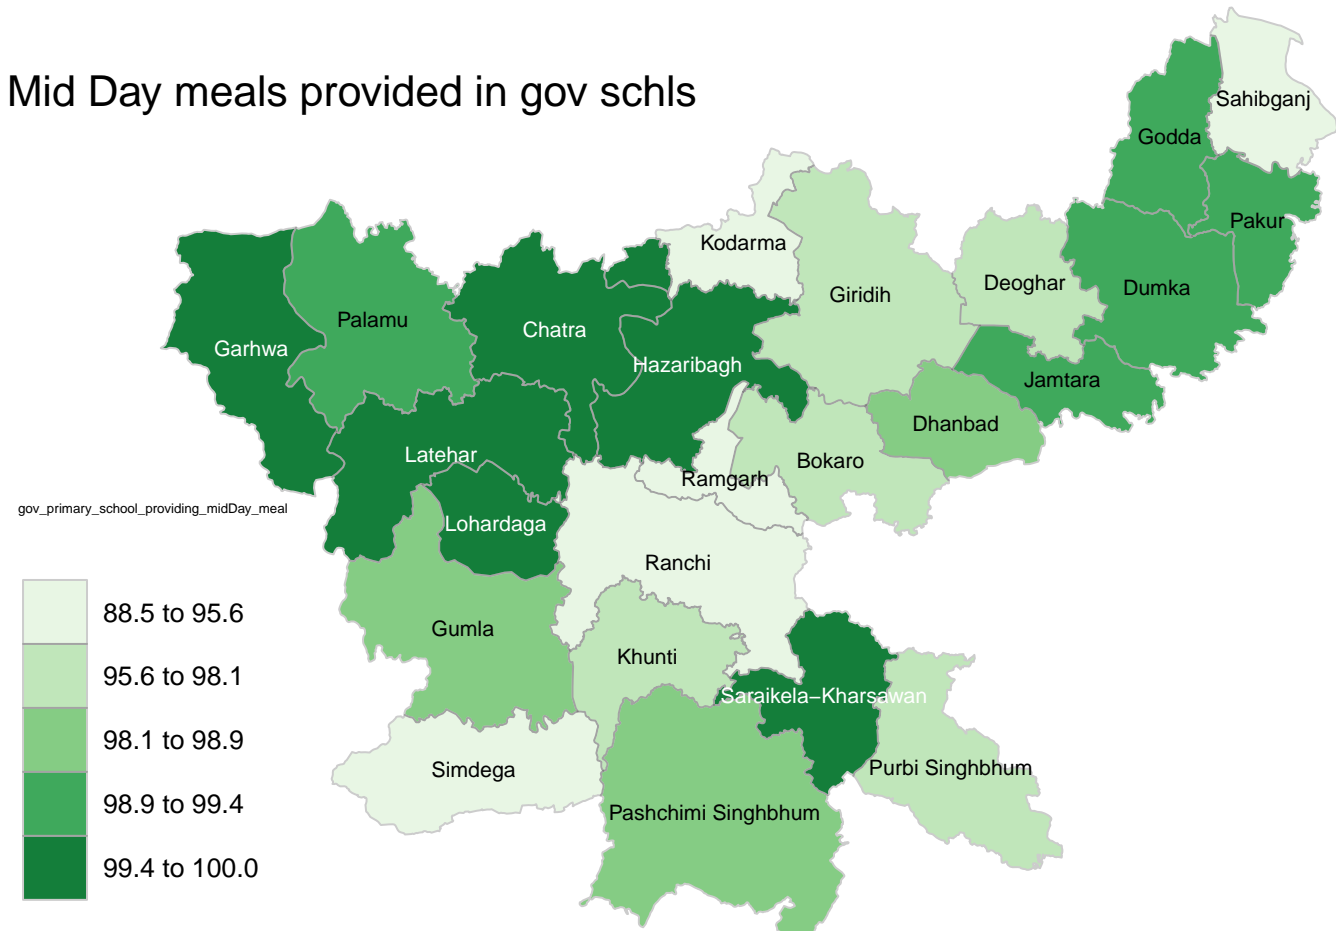 Mid Day meals provided in gov schls
Sahibganj
Godda
Pakur
Kodarma
Deoghar
Dumka
Giridih
Palamu
Chatra
Garhwa
Hazaribagh
Jamtara
Dhanbad
Latehar
Bokaro
Ramgarh
gov_primary_school_providing_midDay_meal
Lohardaga
Ranchi
88.5 to 95.6
Gumla
Khunti
95.6 to 98.1
Saraikela−Kharsawan
98.1 to 98.9
Simdega
Purbi Singhbhum
98.9 to 99.4
Pashchimi Singhbhum
99.4 to 100.0